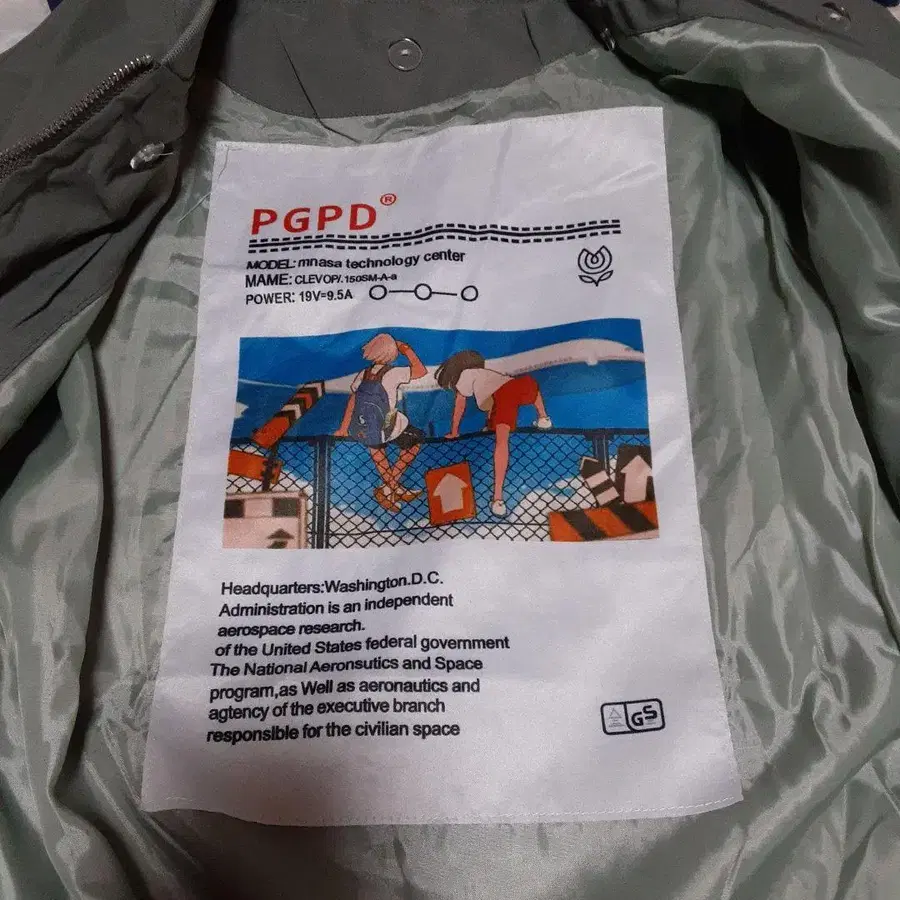 PGPD®
MODEL: mnasa technology center
MAME: CLEVOP/.150SM-A-a
POWER: 19V=9.5A
Headquarters:Washington.D.C.
Administration is an independent
aerospace research.
of the United States federal government
The National Aeronsutics and Space
program,as Well as aeronautics and
agtency of the executive branch
responslble for the civilian space
GS